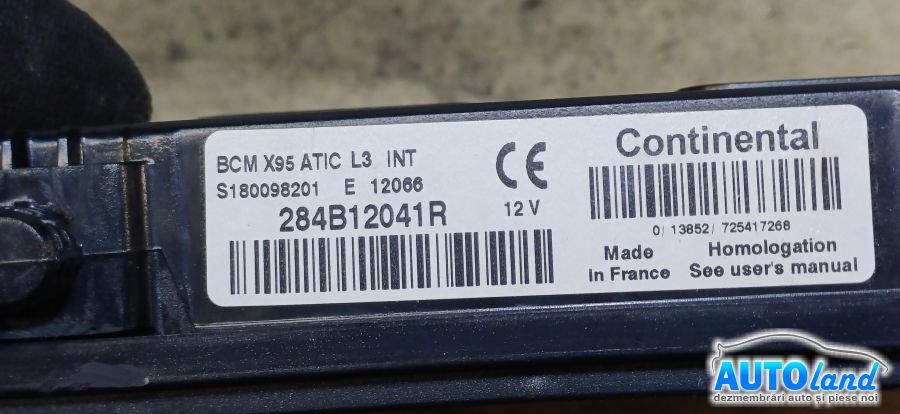 BCM X95 ATIC L3 INT
S180098201 E 12066
284B12041R
CE
12 V
Continental
0/ 13852/ 725417268
Made
in France
Homologation
See user's manual
AUTOland
dezmembrări auto și piese noi